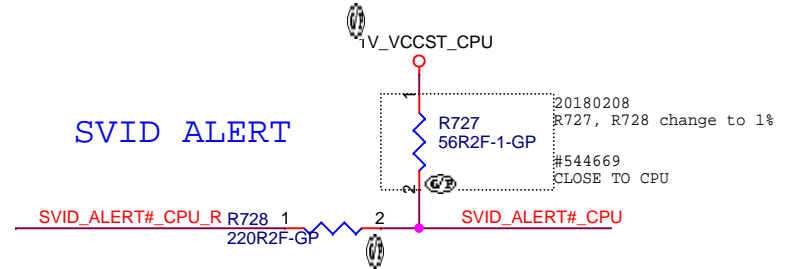 G/P
1V_VCCST_CPU
1
20180208
R727, R728 change to 1%
R727
56R2F-1-GP
SVID ALERT
#544669
CLOSE TO CPU
2
G/P
SVID_ALERT#_CPU_R
R728
1
2
SVID_ALERT#_CPU
220R2F-GP
G/P